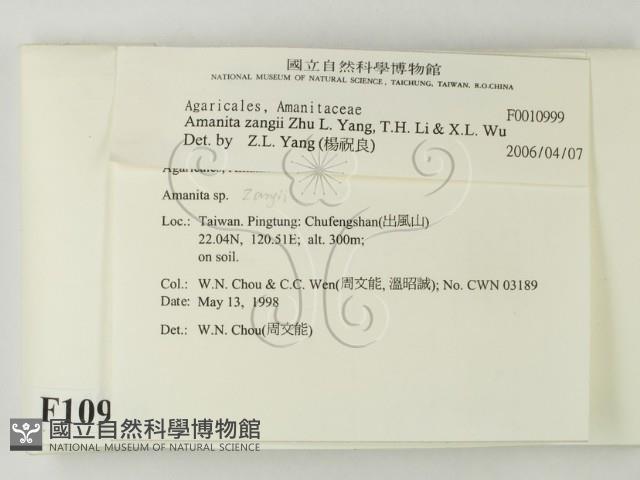 國立自然科學博物館
NATIONAL MUSEUM OF NATURAL SCIENCE, TAICHUNG, TAIWAN, R.O.CHINA
Agaricales, Amanitaceae
F0010999
Amanita zangii Zhu L. Yang, T.H. Li & X.L. Wu
Det. by Z.L. Yang (楊祝良)
2006/04/07
Amanita sp. zangii
Loc.: Taiwan. Pingtung: Chufengshan(出風山)
22.04N, 120.51E; alt. 300m;
on soil.
Col.: W.N. Chou & C.C. Wen(周文能, 溫昭誠); No. CWN 03189
Date: May 13, 1998
Det.: W.N. Chou(周文能)
F109
國立自然科學博物館
NATIONAL MUSEUM OF NATURAL SCIENCE